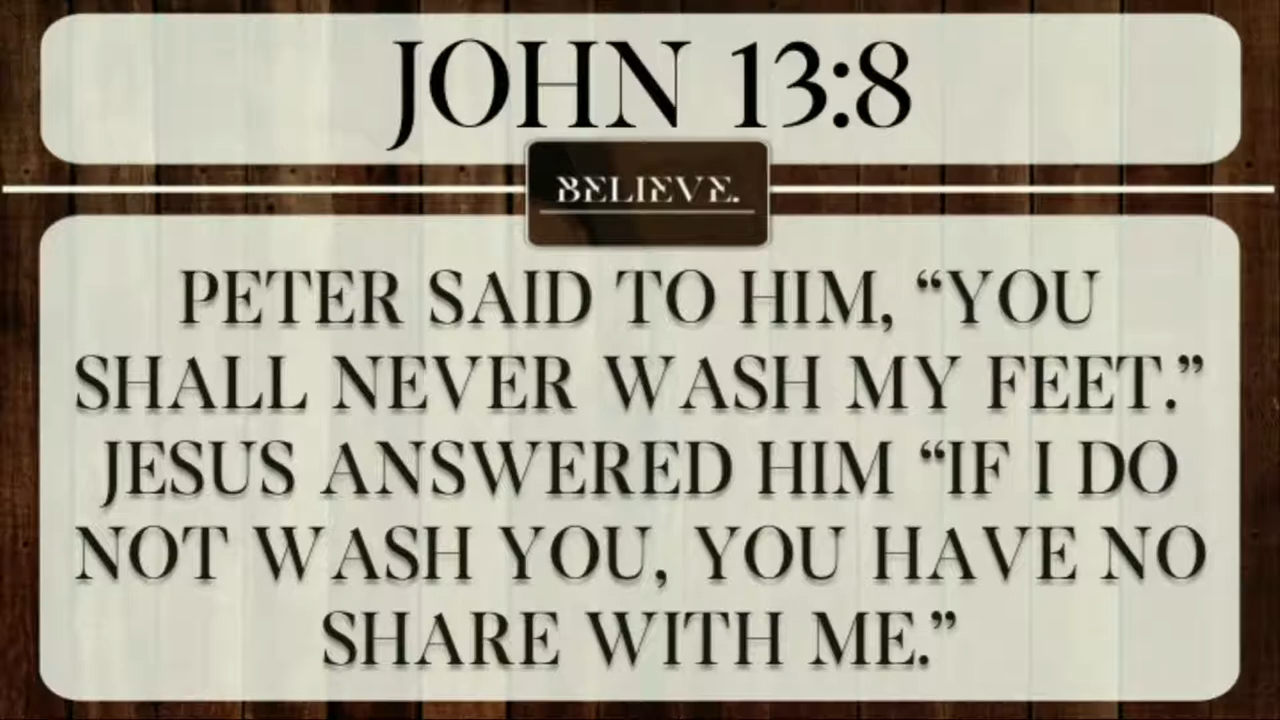 JOHN 13:8
BELIEVE.
PETER SAID TO HIM, “YOU
SHALL NEVER WASH MY FEET.”
JESUS ANSWERED HIM “IF I DO
NOT WASH YOU, YOU HAVE NO
SHARE WITH ME.”